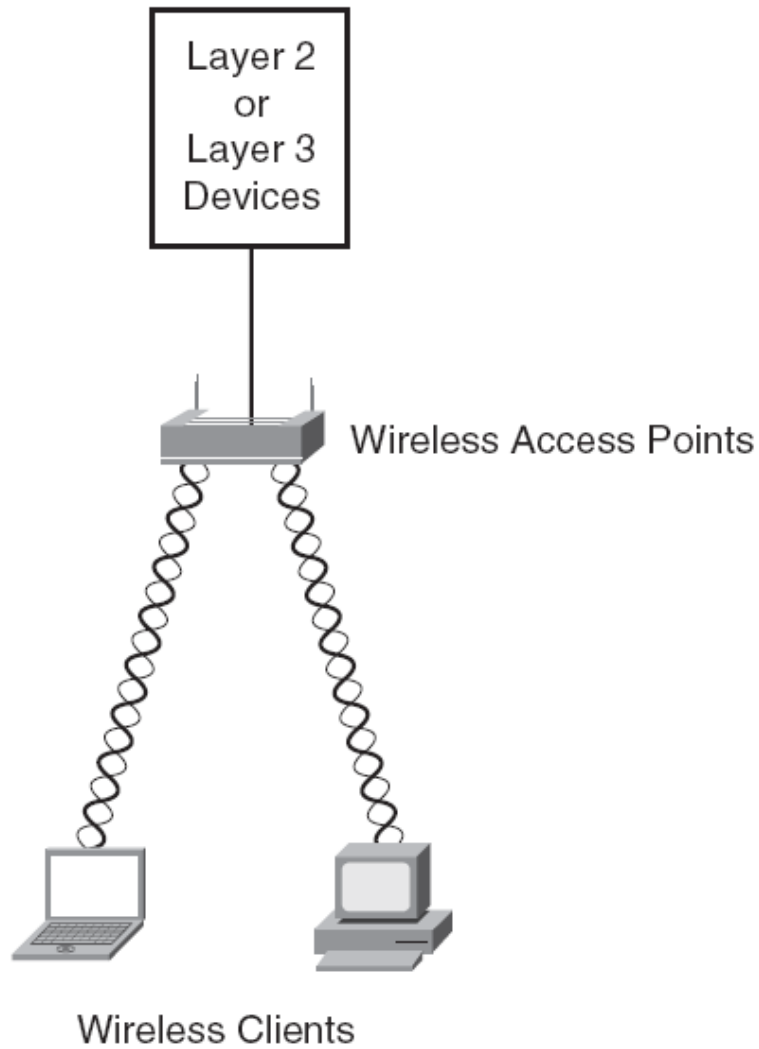 Layer 2
or
Layer 3
Devices
Wireless Access Points
Wireless Clients